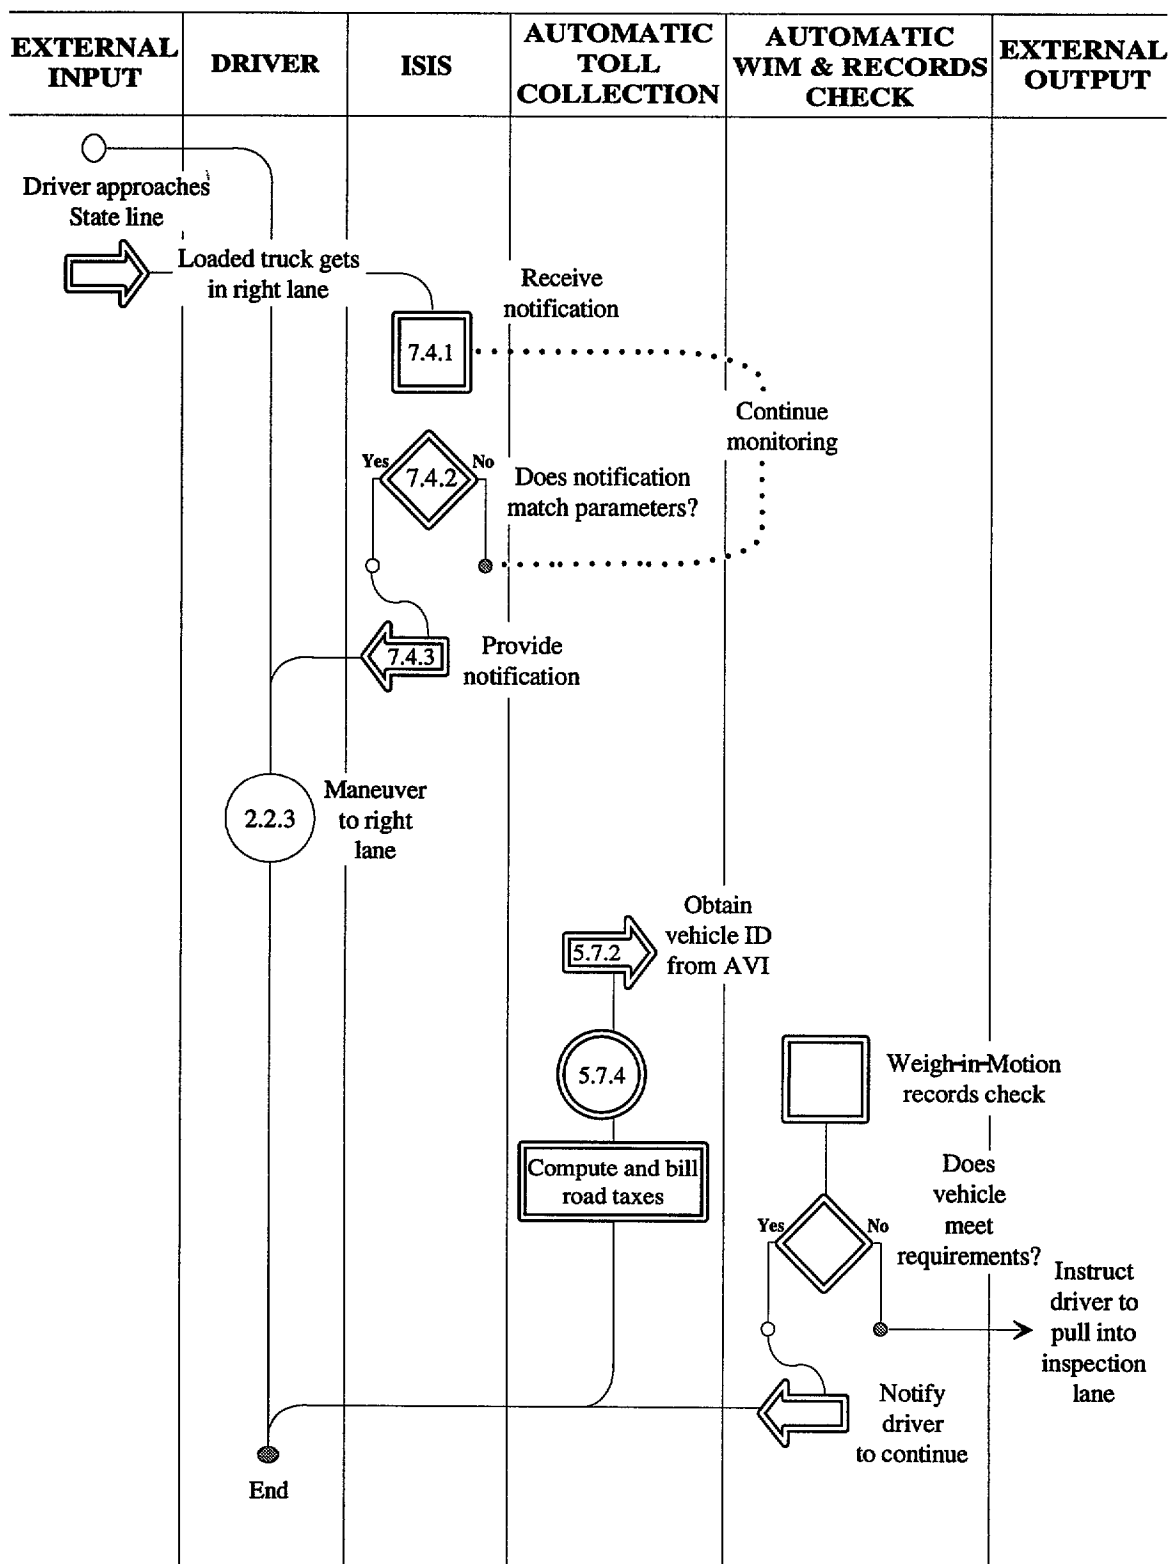 EXTERNAL
INPUT
DRIVER
ISIS
AUTOMATIC
TOLL
COLLECTION
AUTOMATIC
WIM & RECORDS
CHECK
EXTERNAL
OUTPUT
Driver approaches
State line
Loaded truck gets
in right lane
Receive
notification
7.4.1
Continue
monitoring
Yes
7.4.2
No
Does notification
match parameters?
7.4.3
Provide
notification
2.2.3
Maneuver
to right
lane
Obtain
vehicle ID
from AVI
5.7.2
5.7.4
Weigh-in-Motion
records check
Compute and bill
road taxes
Does
vehicle
meet
requirements?
Yes
No
Instruct
driver to
pull into
inspection
lane
Notify
driver
to continue
End